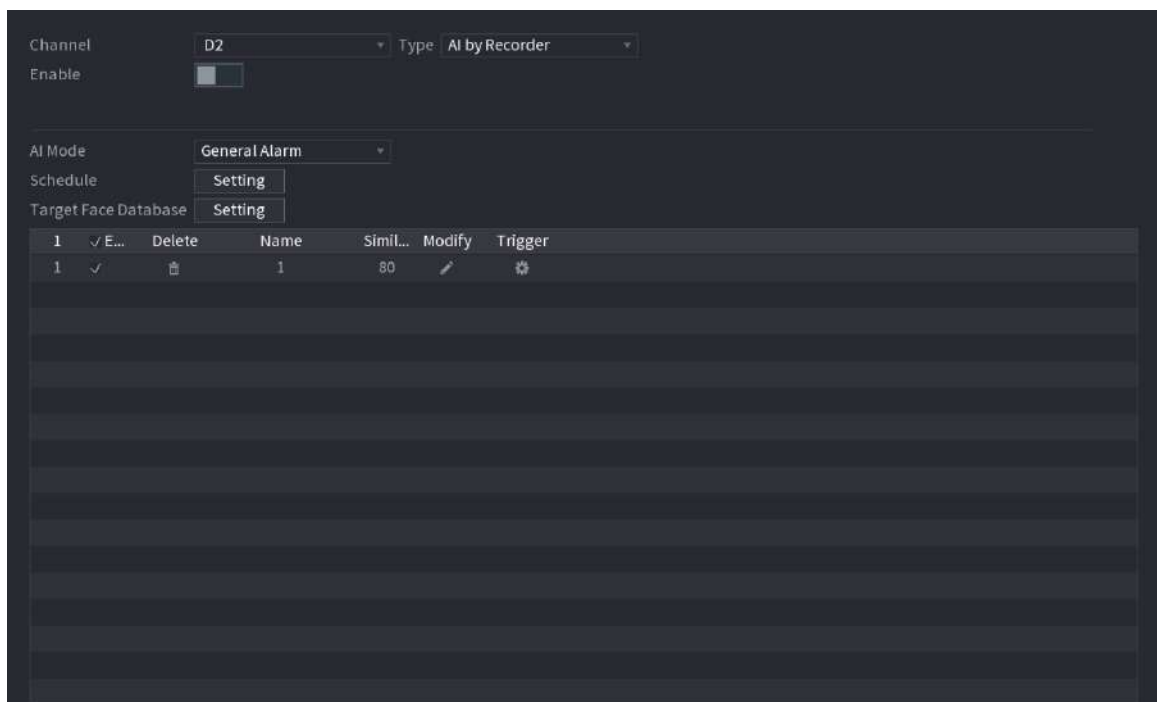 Channel D2 Type AI by Recorder
Enable
AI Mode General Alarm
Schedule Setting
Target Face Database Setting
1 E... Delete Name Simil... Modify Trigger
1 1 80